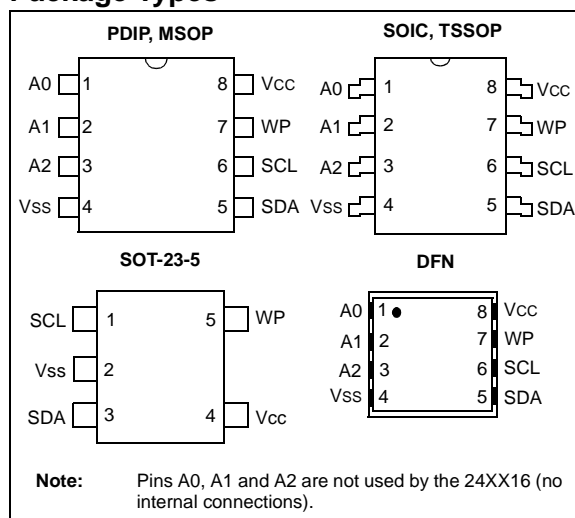 Package Types
PDIP, MSOP
A0 1 8 VCC
A1 2 7 WP
A2 3 6 SCL
VSS 4 5 SDA
SOIC, TSSOP
A0 1 8 VCC
A1 2 7 WP
A2 3 6 SCL
VSS 4 5 SDA
SOT-23-5
SCL 1 5 WP
Vss 2
SDA 3 4 Vcc
DFN
A0 1 8 VCC
A1 2 7 WP
A2 3 6 SCL
VSS 4 5 SDA
Note: Pins A0, A1 and A2 are not used by the 24XX16 (no
internal connections).